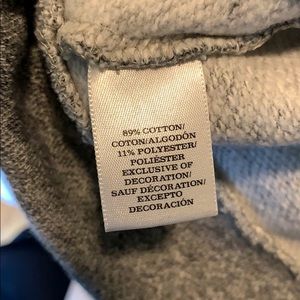 89% COTTON/
COTON/ALGODÓN
11% POLYESTER/
POLIÉSTER
EXCLUSIVE OF
DECORATION/
SAUF DÉCORATION/
EXCEPTO
DECORACIÓN